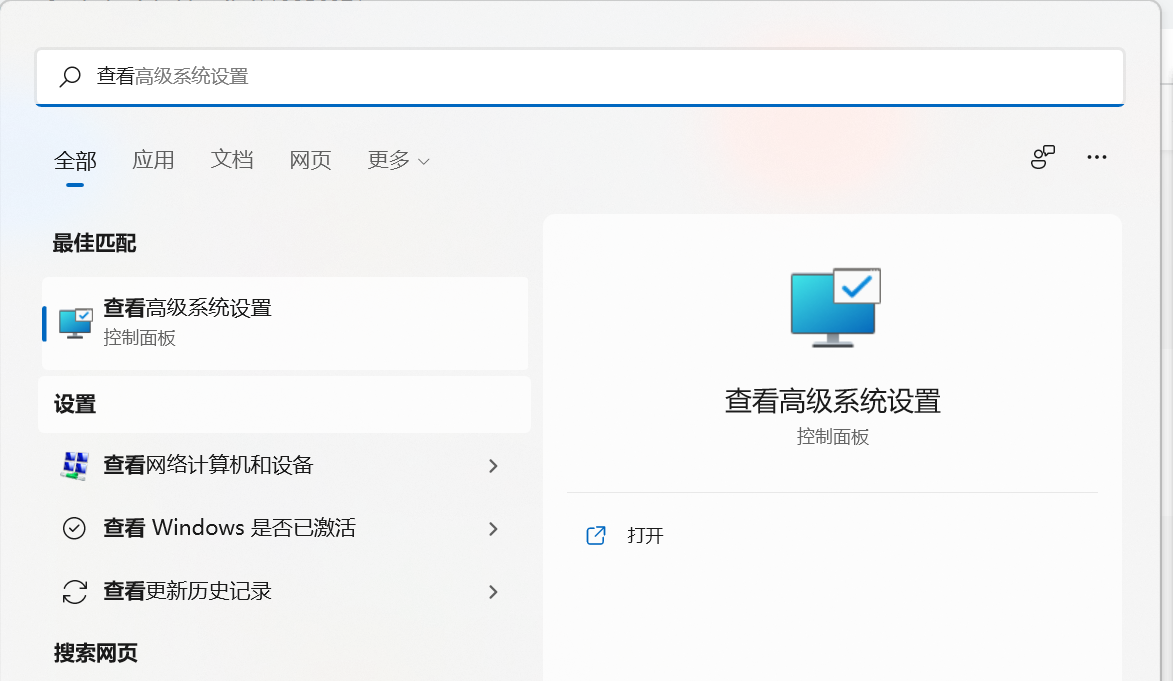 查看高级系统设置
全部 应用 文档 网页 更多
最佳匹配
查看高级系统设置
控制面板
设置
查看网络计算机和设备
查看 Windows 是否已激活
查看更新历史记录
搜索网页
查看高级系统设置
控制面板
打开